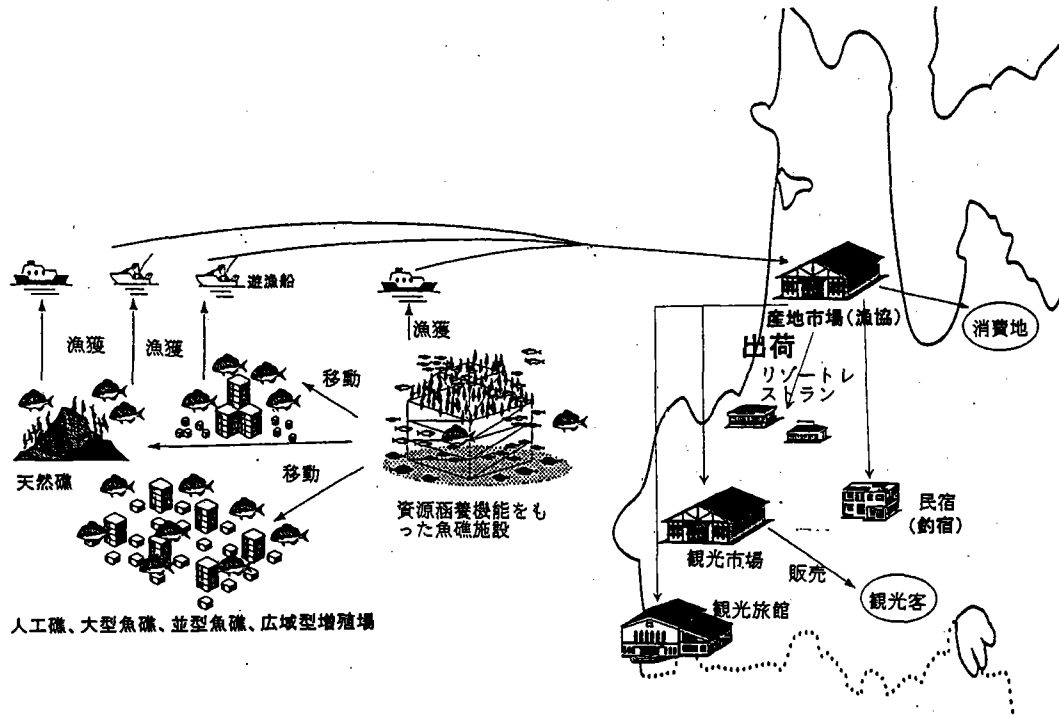 遊漁船
漁獲
漁獲
漁獲
移動
移動
天然礁
資源涵養機能をも
った魚礁施設
人工礁、大型魚礁、並型魚礁、広域型増殖場
産地市場(漁協)
消費地
出荷
リゾートレ
ストラン
民宿
(釣宿)
観光市場
販売
観光客
観光旅館